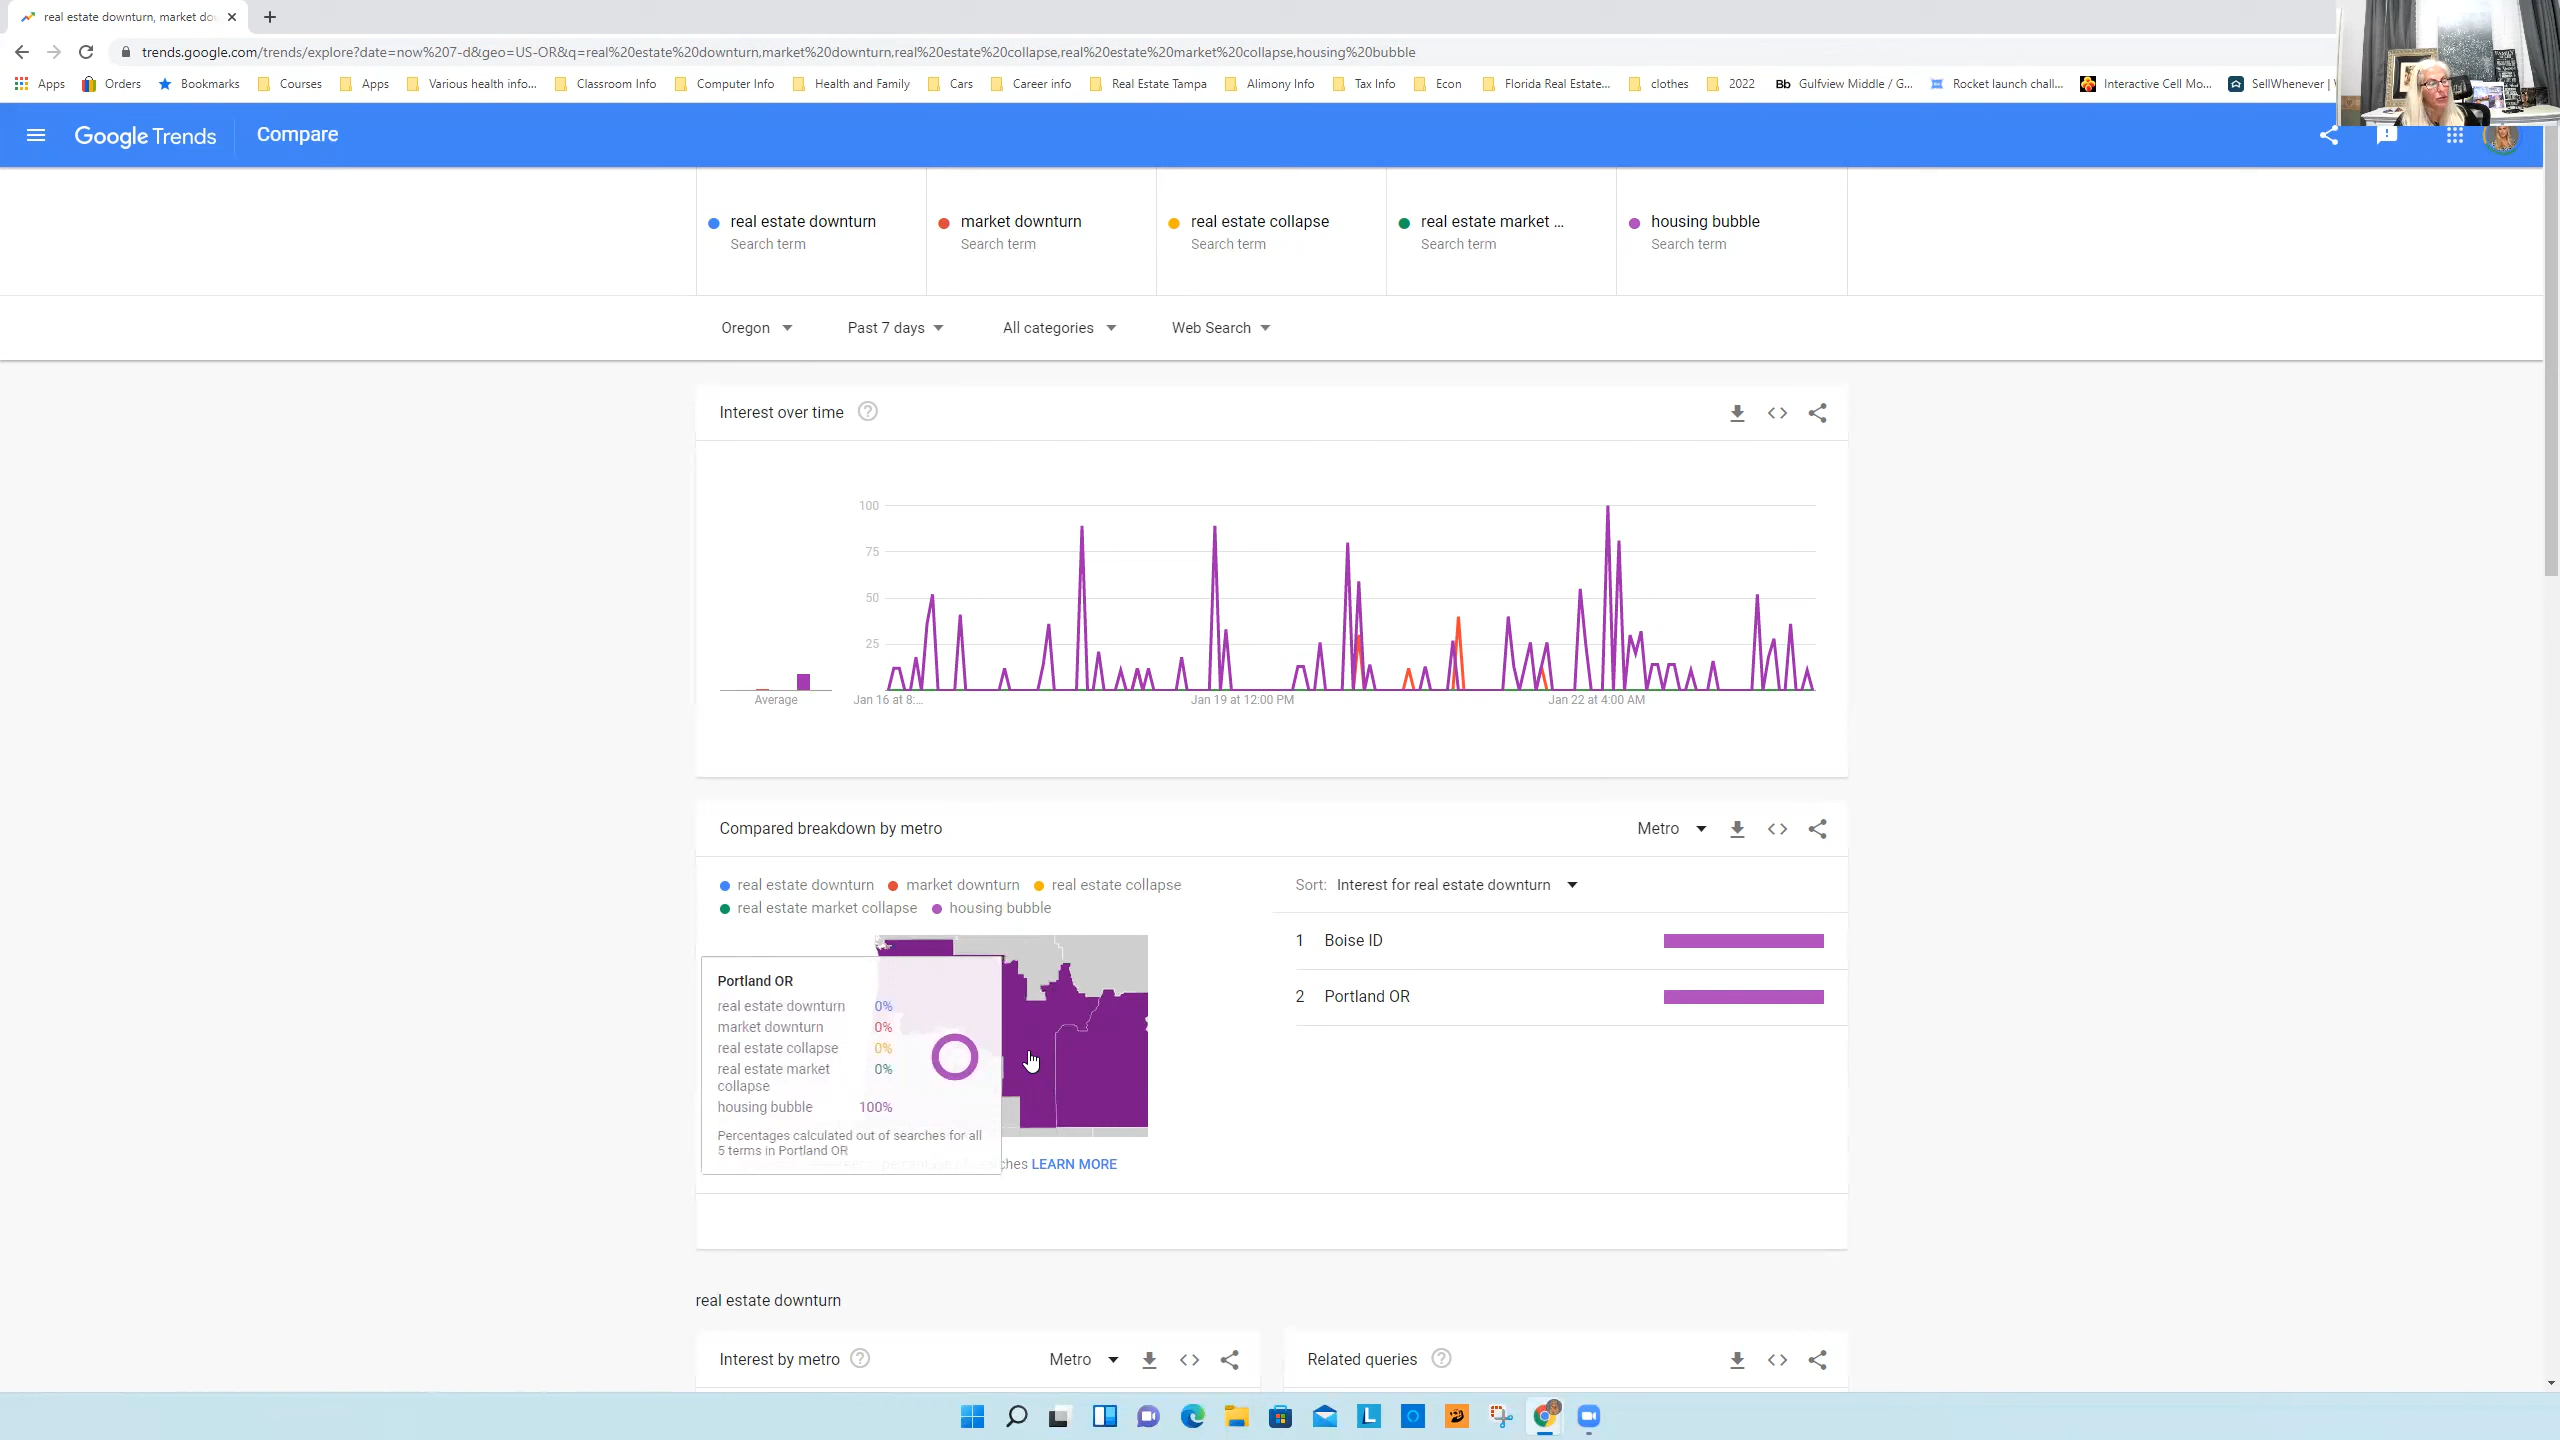 real estate downturn, market do
trends.google.com/trends/explore?date=now%207-d&geo=US-OR&q=real%20estate%20downturn,market%20downturn,real%20estate%20collapse,real%20estate%20market%20collapse,housing%20bubble
Apps Orders Bookmarks Courses Apps Various health info... Classroom Info Computer Info Health and Family Cars Career info Real Estate Tampa Alimony Info Tax Info Econ Florida Real Estate... clothes 2022 Bb Gulfview Middle / G... Rocket launch chall... Interactive Cell Mo... SellWhenever |
Google Trends Compare
real estate downturn market downturn real estate collapse real estate market ... housing bubble
Search term Search term Search term Search term Search term
Oregon Past 7 days All categories Web Search
Interest over time
100
75
50
25
Average Jan 16 at 8:... Jan 19 at 12:00 PM Jan 22 at 4:00 AM
Compared breakdown by metro Metro
real estate downturn market downturn real estate collapse
real estate market collapse housing bubble
Sort: Interest for real estate downturn
1 Boise ID
2 Portland OR
Portland OR
real estate downturn 0%
market downturn 0%
real estate collapse 0%
real estate market 0%
collapse
housing bubble 100%
Percentages calculated out of searches for all
5 terms in Portland OR
LEARN MORE
real estate downturn
Interest by metro Metro
Related queries